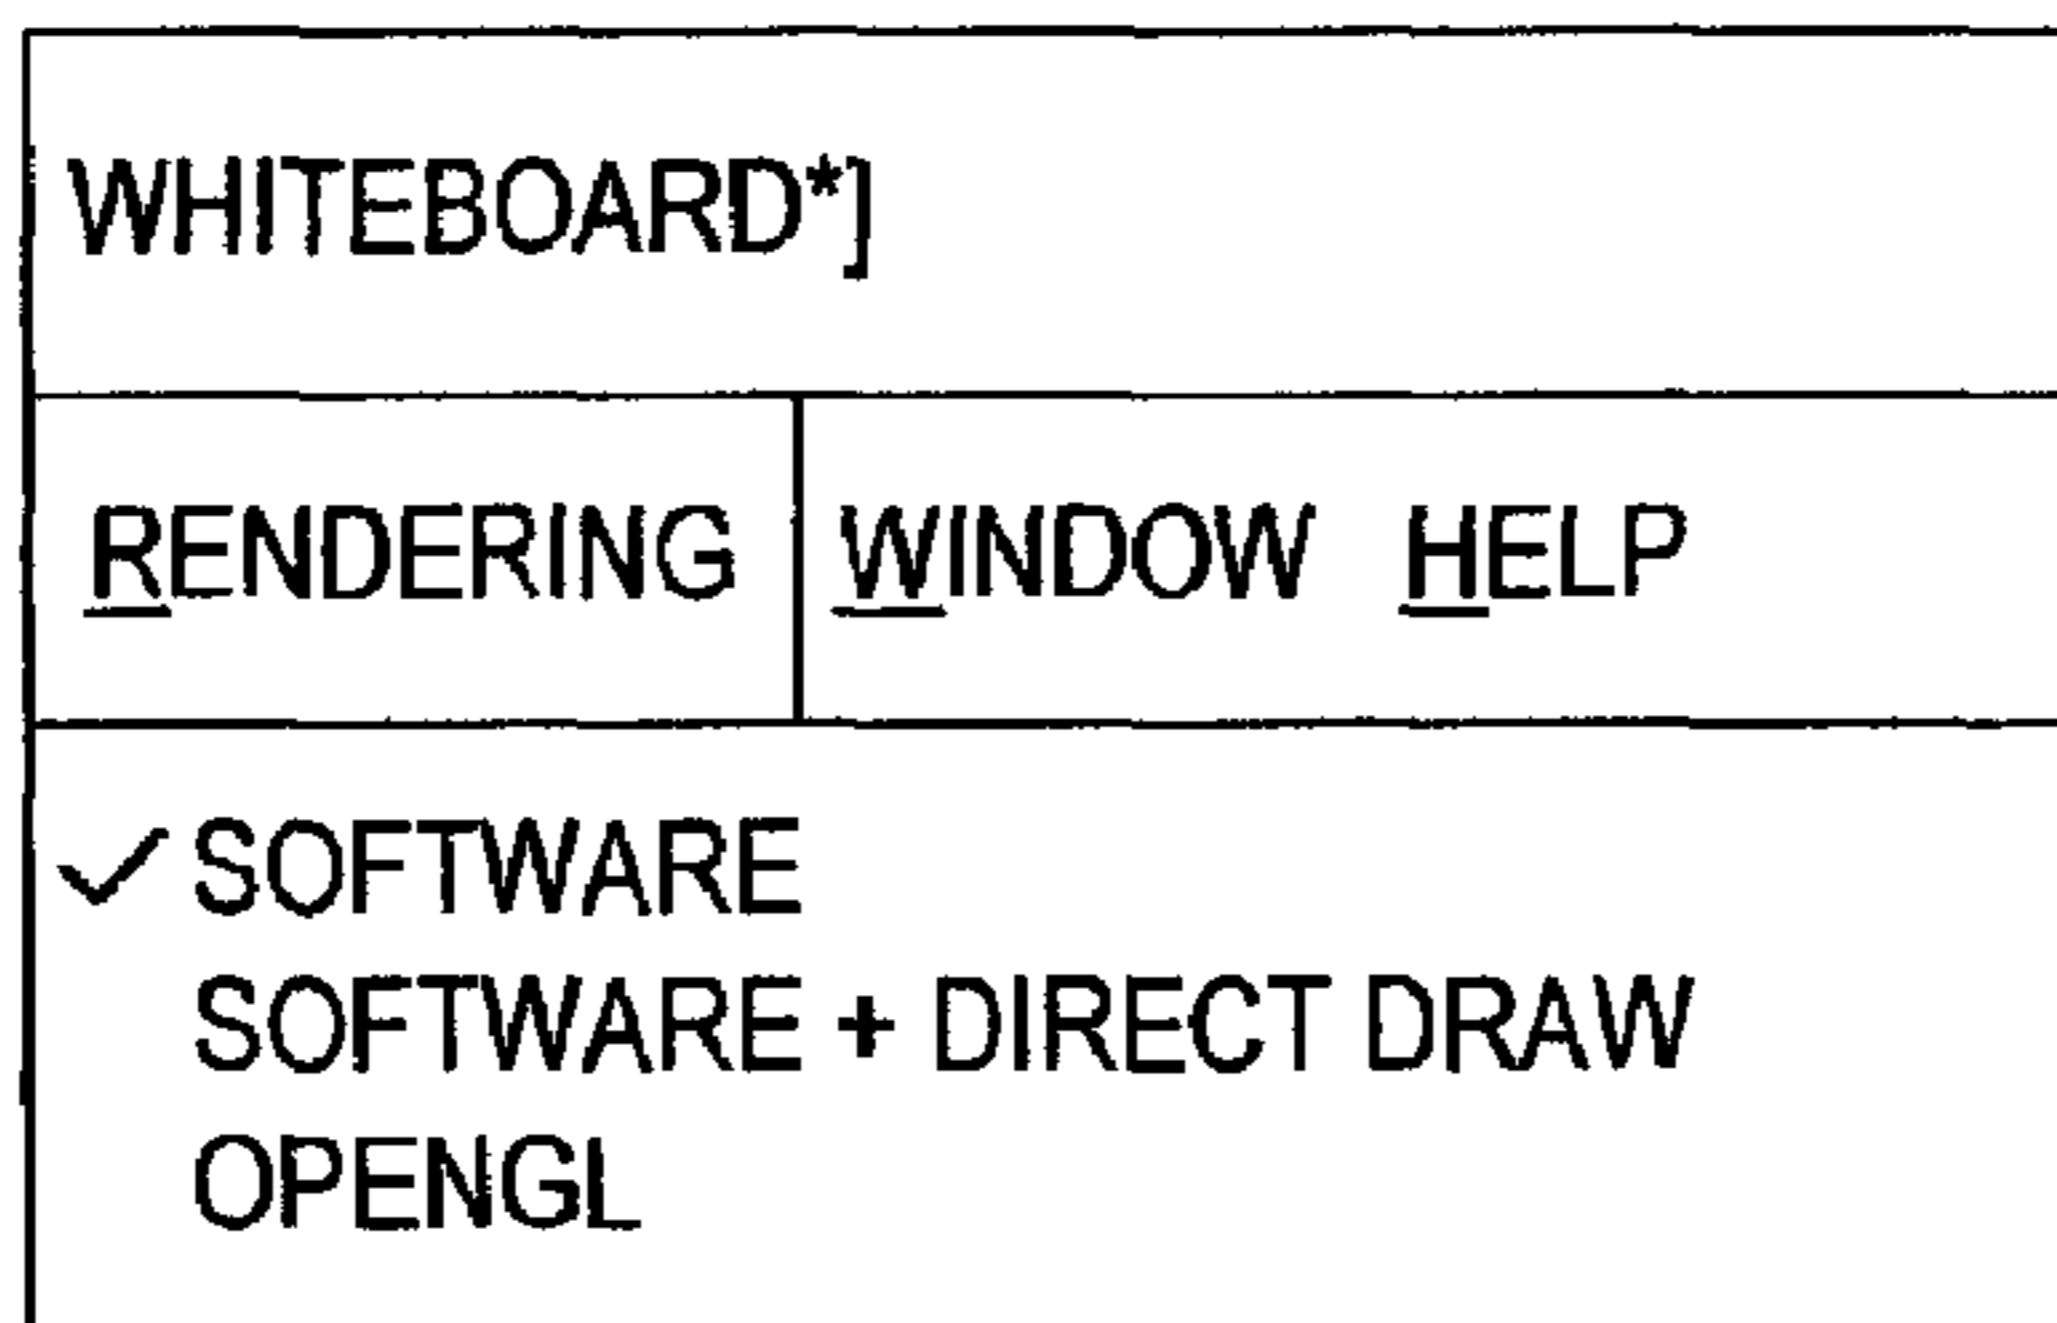 WHITEBOARD*]
RENDERING WINDOW HELP
✓ SOFTWARE
SOFTWARE + DIRECT DRAW
OPENGL